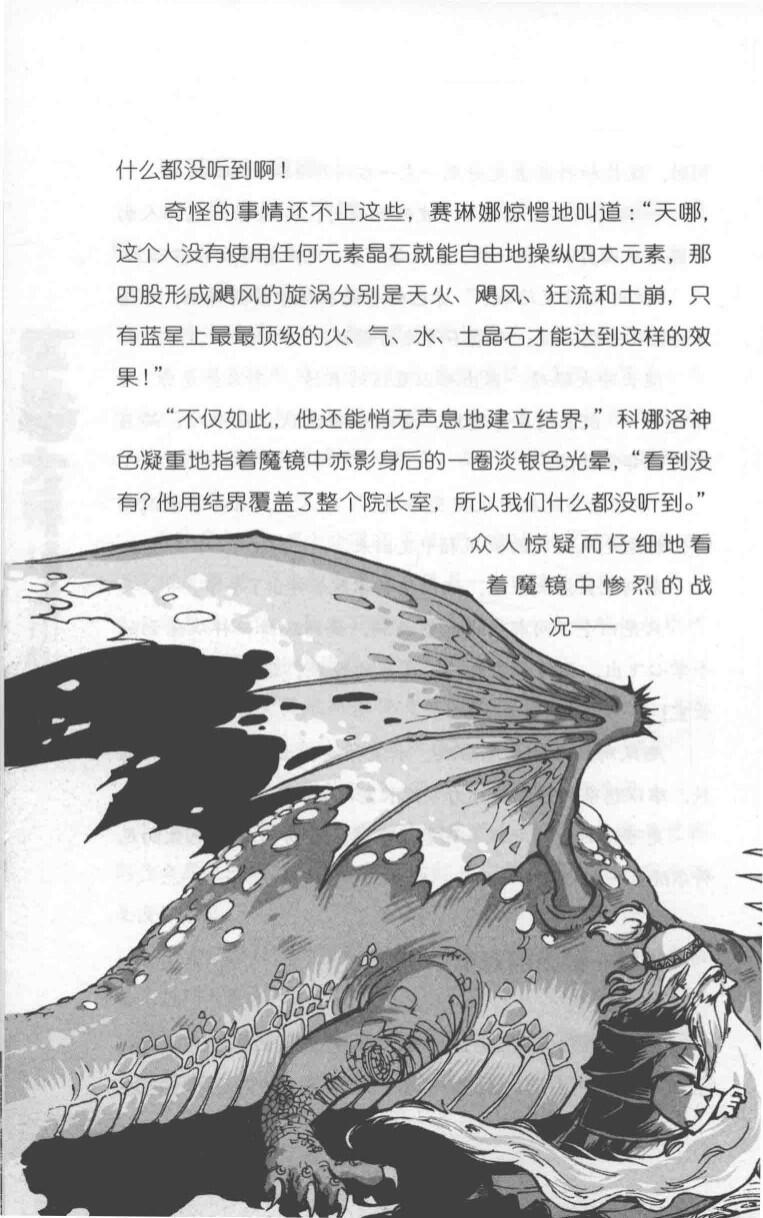 什么都没听到啊！
奇怪的事情还不止这些，赛琳娜惊愕地叫道：“天哪，
这个人没有使用任何元素晶石就能自由地操纵四大元素，那
四股形成飓风的旋涡分别是天火、飓风、狂流和土崩，只
有蓝星上最最顶级的火、气、水、土晶石才能达到这样的效
果！”
“不仅如此，他还能悄无声息地建立结界，”科娜洛神
色凝重地指着魔镜中赤影身后的一圈淡银色光晕，“看到没
有？他用结界覆盖了整个院长室，所以我们什么都没听到。”
众人惊疑而仔细地看
着魔镜中惨烈的战
况——